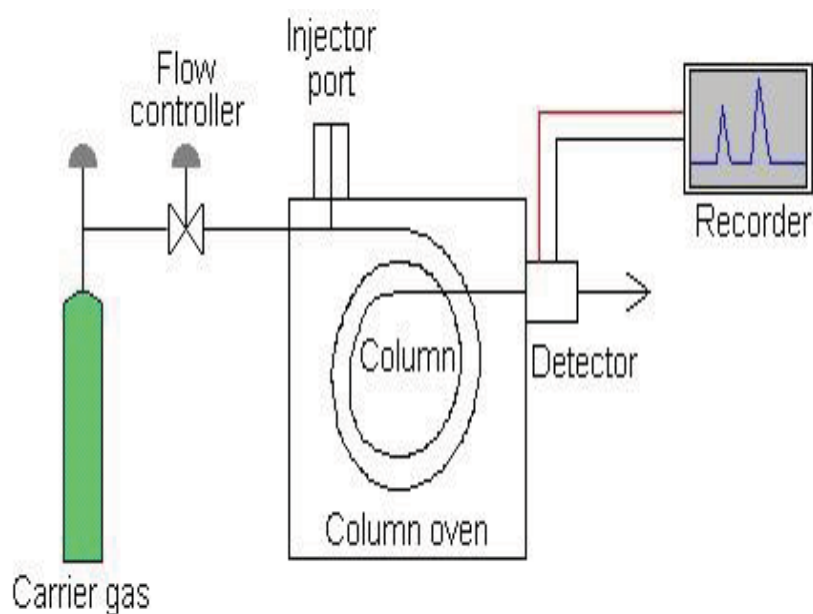 Injector
port
Flow
controller
Recorder
Column
Detector
Column oven
Carrier gas